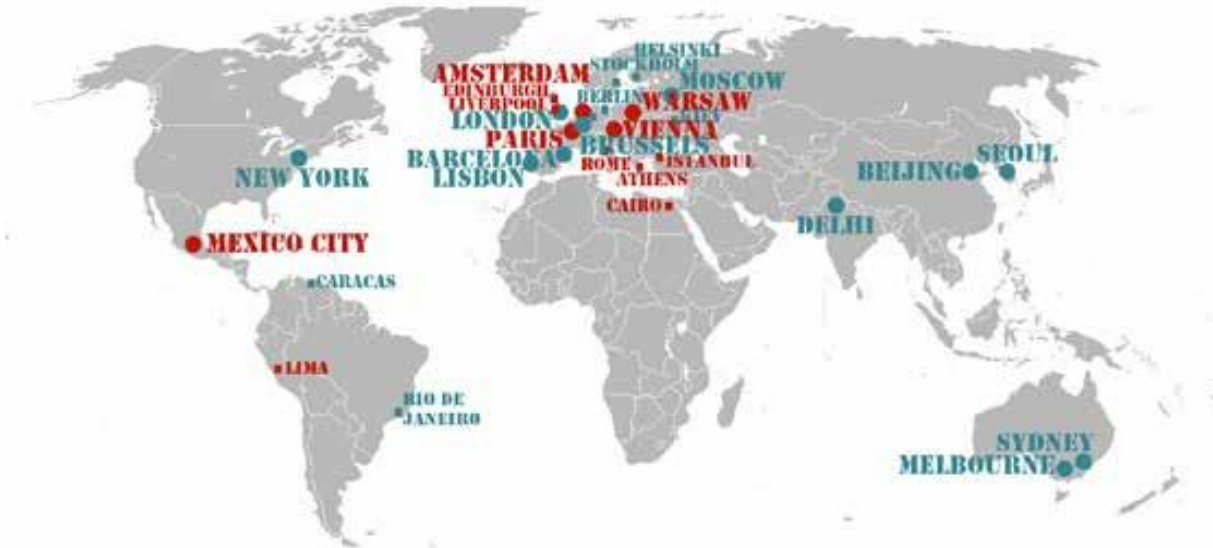 HELSINKI
STOCKHOLM
AMSTERDAM
MOSCOW
EDINBURGH
BERLIN
WARSAW
LIVERPOOL
LONDON
KIEV
VIENNA
PARIS
BRUSSELS
BARCELONA
LISBON
ROME
ISTANBUL
ATHENS
CAIRO
NEW YORK
BEIJING
SEOUL
DELHI
MEXICO CITY
CARACAS
LIMA
RIO DE
JANEIRO
SYDNEY
MELBOURNE